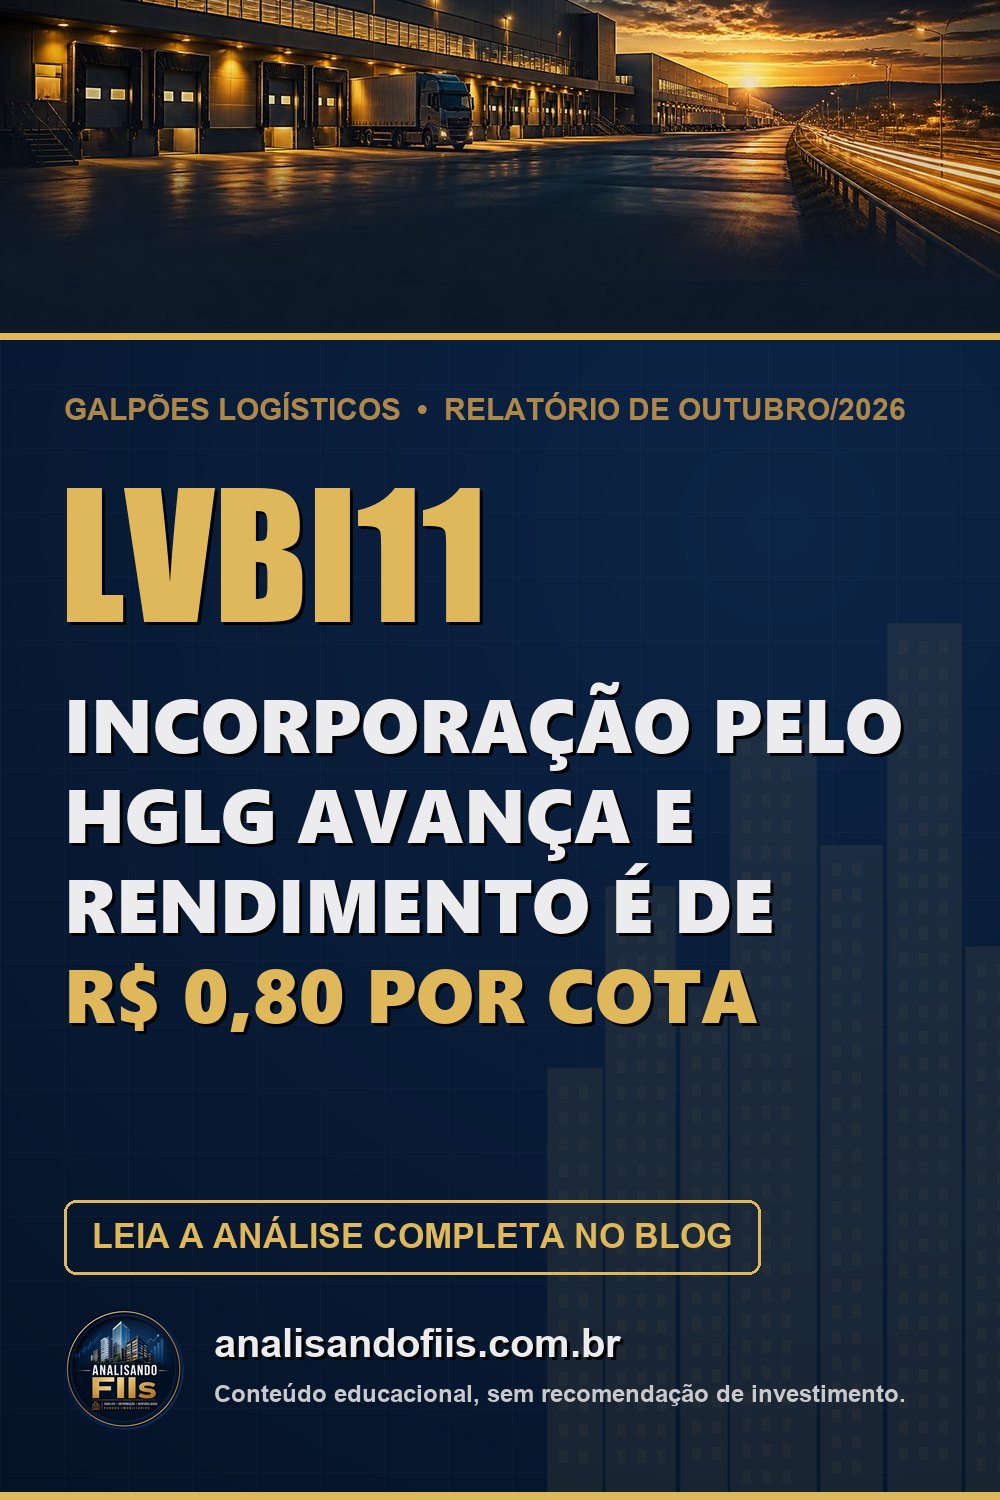 GALPÕES LOGÍSTICOS • RELATÓRIO DE OUTUBRO/2026
LVBI11
INCORPORAÇÃO PELO
HGLG AVANÇA E
RENDIMENTO É DE
R$ 0,80 POR COTA
LEIA A ANÁLISE COMPLETA NO BLOG
ANALISANDO
FIIs
analisandofiis.com.br
Conteúdo educacional, sem recomendação de investimento.